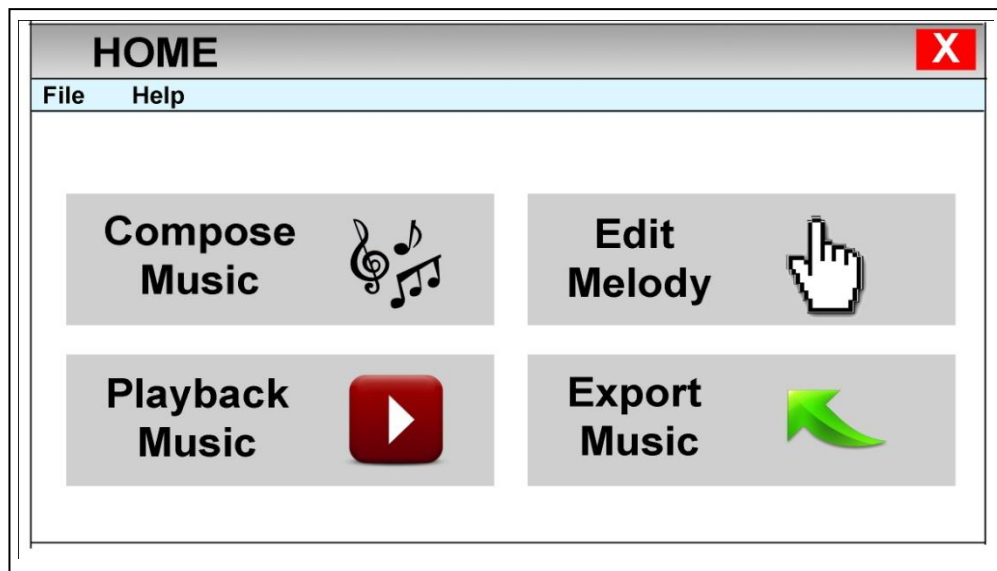 HOME
X
File Help
Compose
Music
Edit
Melody
Playback
Music
Export
Music